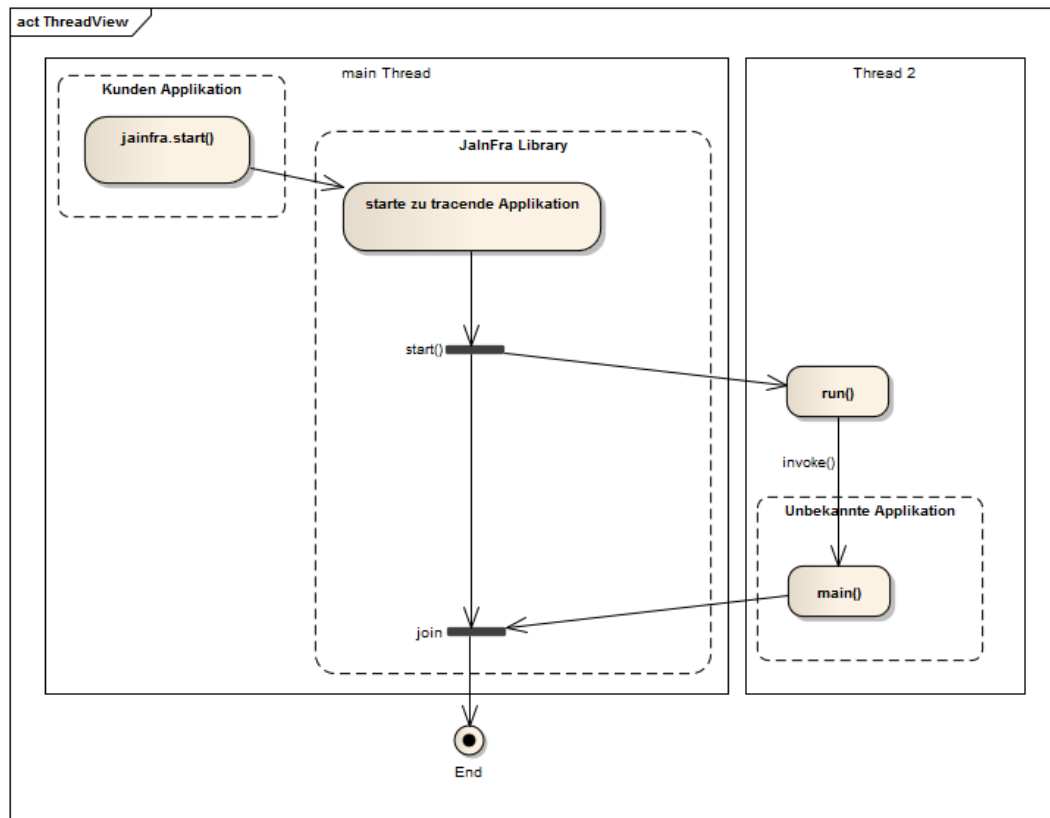 act ThreadView
main Thread
Thread 2
Kunden Applikation
jainfra.start()
JaInFra Library
starte zu tracende Applikation
start()
run()
invoke()
Unbekannte Applikation
main()
join
End